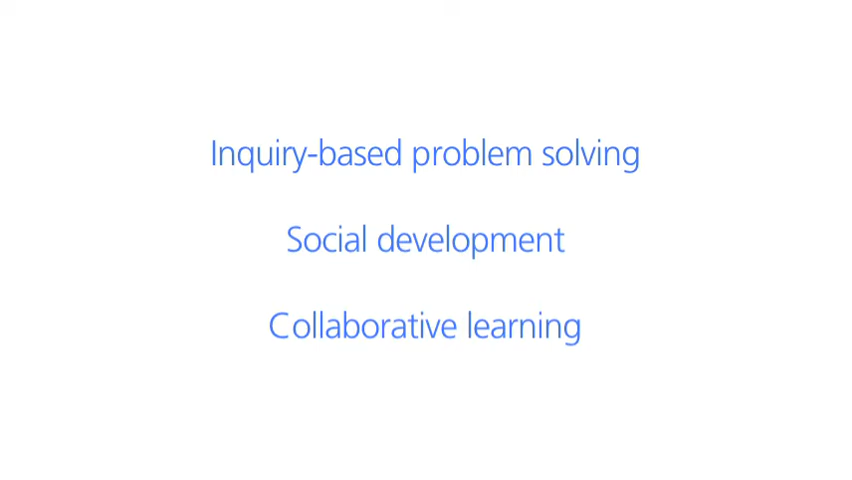 Inquiry-based problem solving
Social development
Collaborative learning